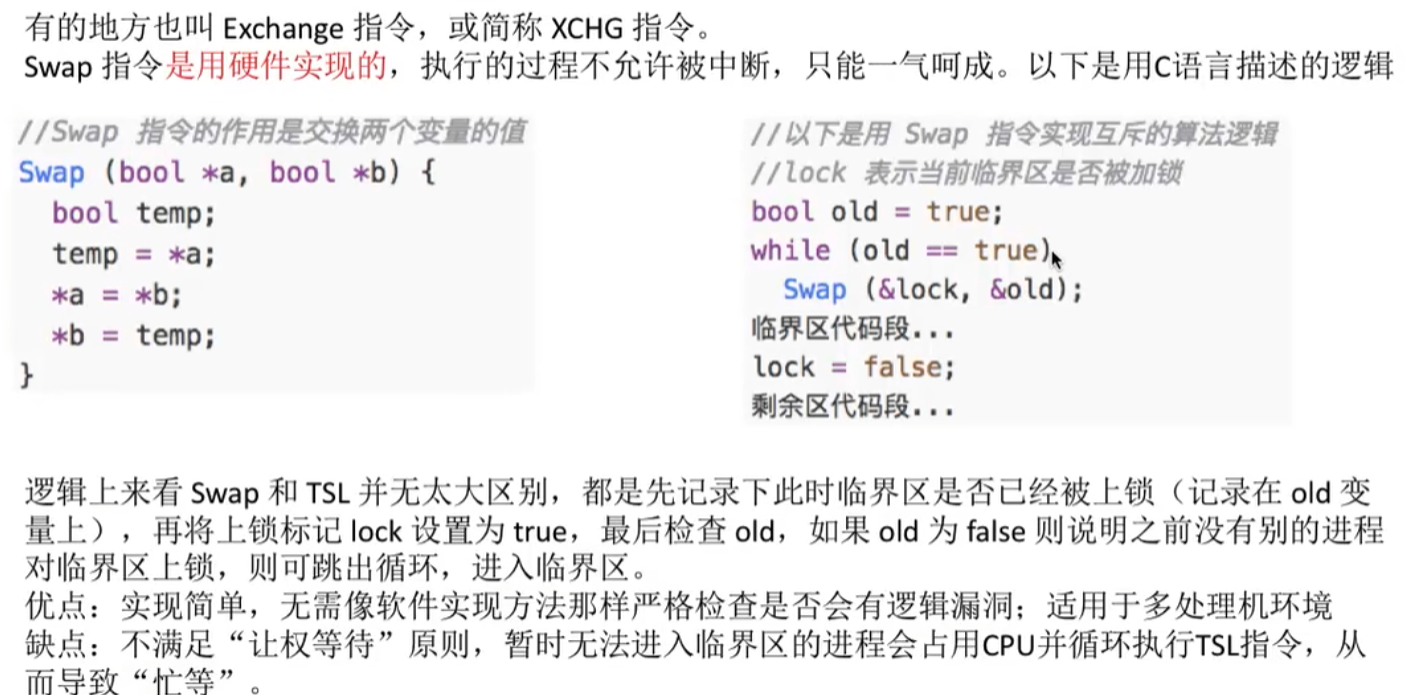 有的地方也叫 Exchange 指令，或简称 XCHG 指令。
Swap 指令是用硬件实现的，执行的过程不允许被中断，只能一气呵成。以下是用C语言描述的逻辑
//Swap 指令的作用是交换两个变量的值
Swap (bool *a, bool *b) {
  bool temp;
  temp = *a;
  *a = *b;
  *b = temp;
}
//以下是用 Swap 指令实现互斥的算法逻辑
//lock 表示当前临界区是否被加锁
bool old = true;
while (old == true)
  Swap (&lock, &old);
临界区代码段...
lock = false;
剩余区代码段...
逻辑上来看 Swap 和 TSL 并无太大区别，都是先记录下此时临界区是否已经被上锁（记录在 old 变
量上），再将上锁标记 lock 设置为 true，最后检查 old，如果 old 为 false 则说明之前没有别的进程
对临界区上锁，则可跳出循环，进入临界区。
优点：实现简单，无需像软件实现方法那样严格检查是否会有逻辑漏洞；适用于多处理机环境
缺点：不满足“让权等待”原则，暂时无法进入临界区的进程会占用CPU并循环执行TSL指令，从
而导致“忙等”。